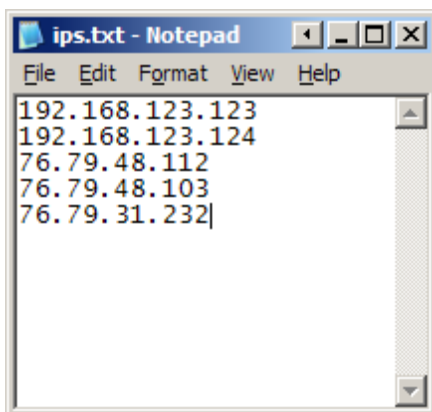 ips.txt - Notepad
File Edit Format View Help
192.168.123.123
192.168.123.124
76.79.48.112
76.79.48.103
76.79.31.232